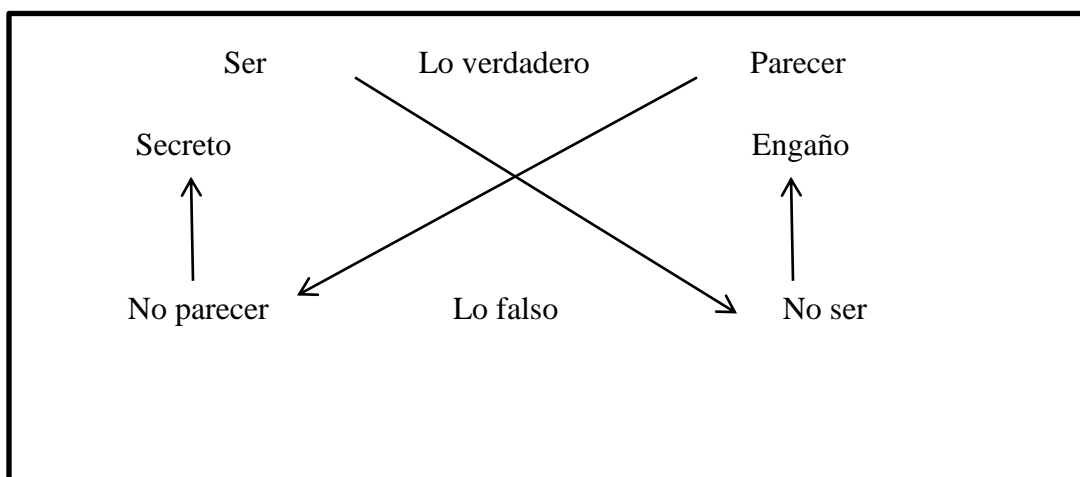 Ser Lo verdadero Parecer
Secreto Engaño
No parecer Lo falso No ser